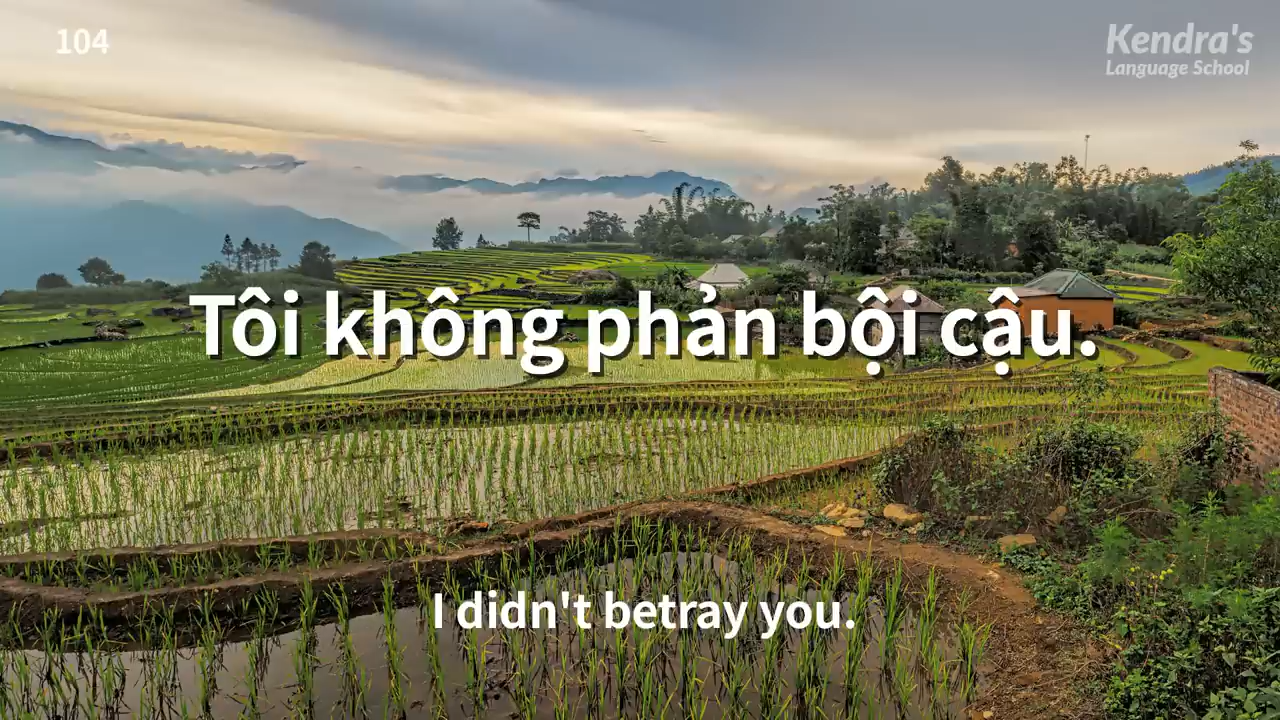 104
Kendra's
Language School
Tôi không phản bội cậu.
I didn't betray you.